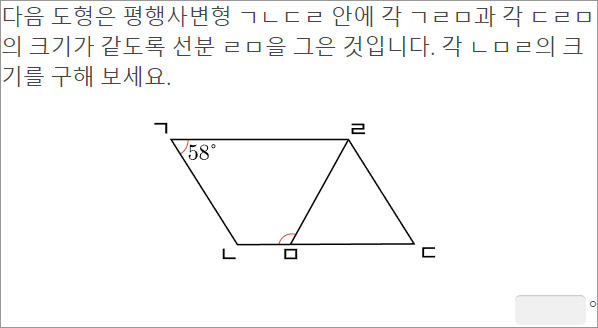 다음 도형은 평행사변형 ㄱㄴㄷㄹ 안에 각 ㄱㄹㅁ과 각 ㄷㄹㅁ
의 크기가 같도록 선분 ㄹㅁ을 그은 것입니다. 각 ㄴㅁㄹ의 크
기를 구해 보세요.
ㄱ
ㄹ
58°
ㄴ
ㅁ
ㄷ
°